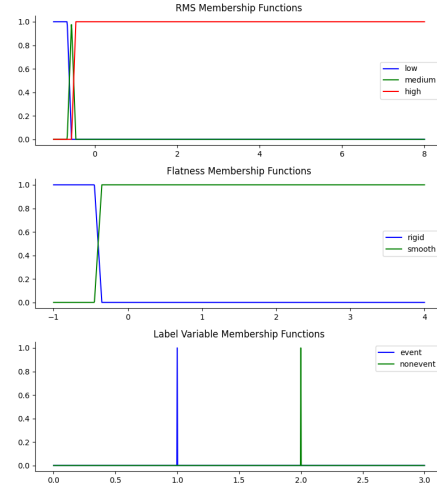 RMS Membership Functions
1.0
0.8
0.6
0.4
0.2
0.0
low
medium
high
0 2 4 6 8
Flatness Membership Functions
1.0
0.8
0.6
0.4
0.2
0.0
rigid
smooth
−1 0 1 2 3 4
Label Variable Membership Functions
1.0
0.8
0.6
0.4
0.2
0.0
event
nonevent
0.0 0.5 1.0 1.5 2.0 2.5 3.0